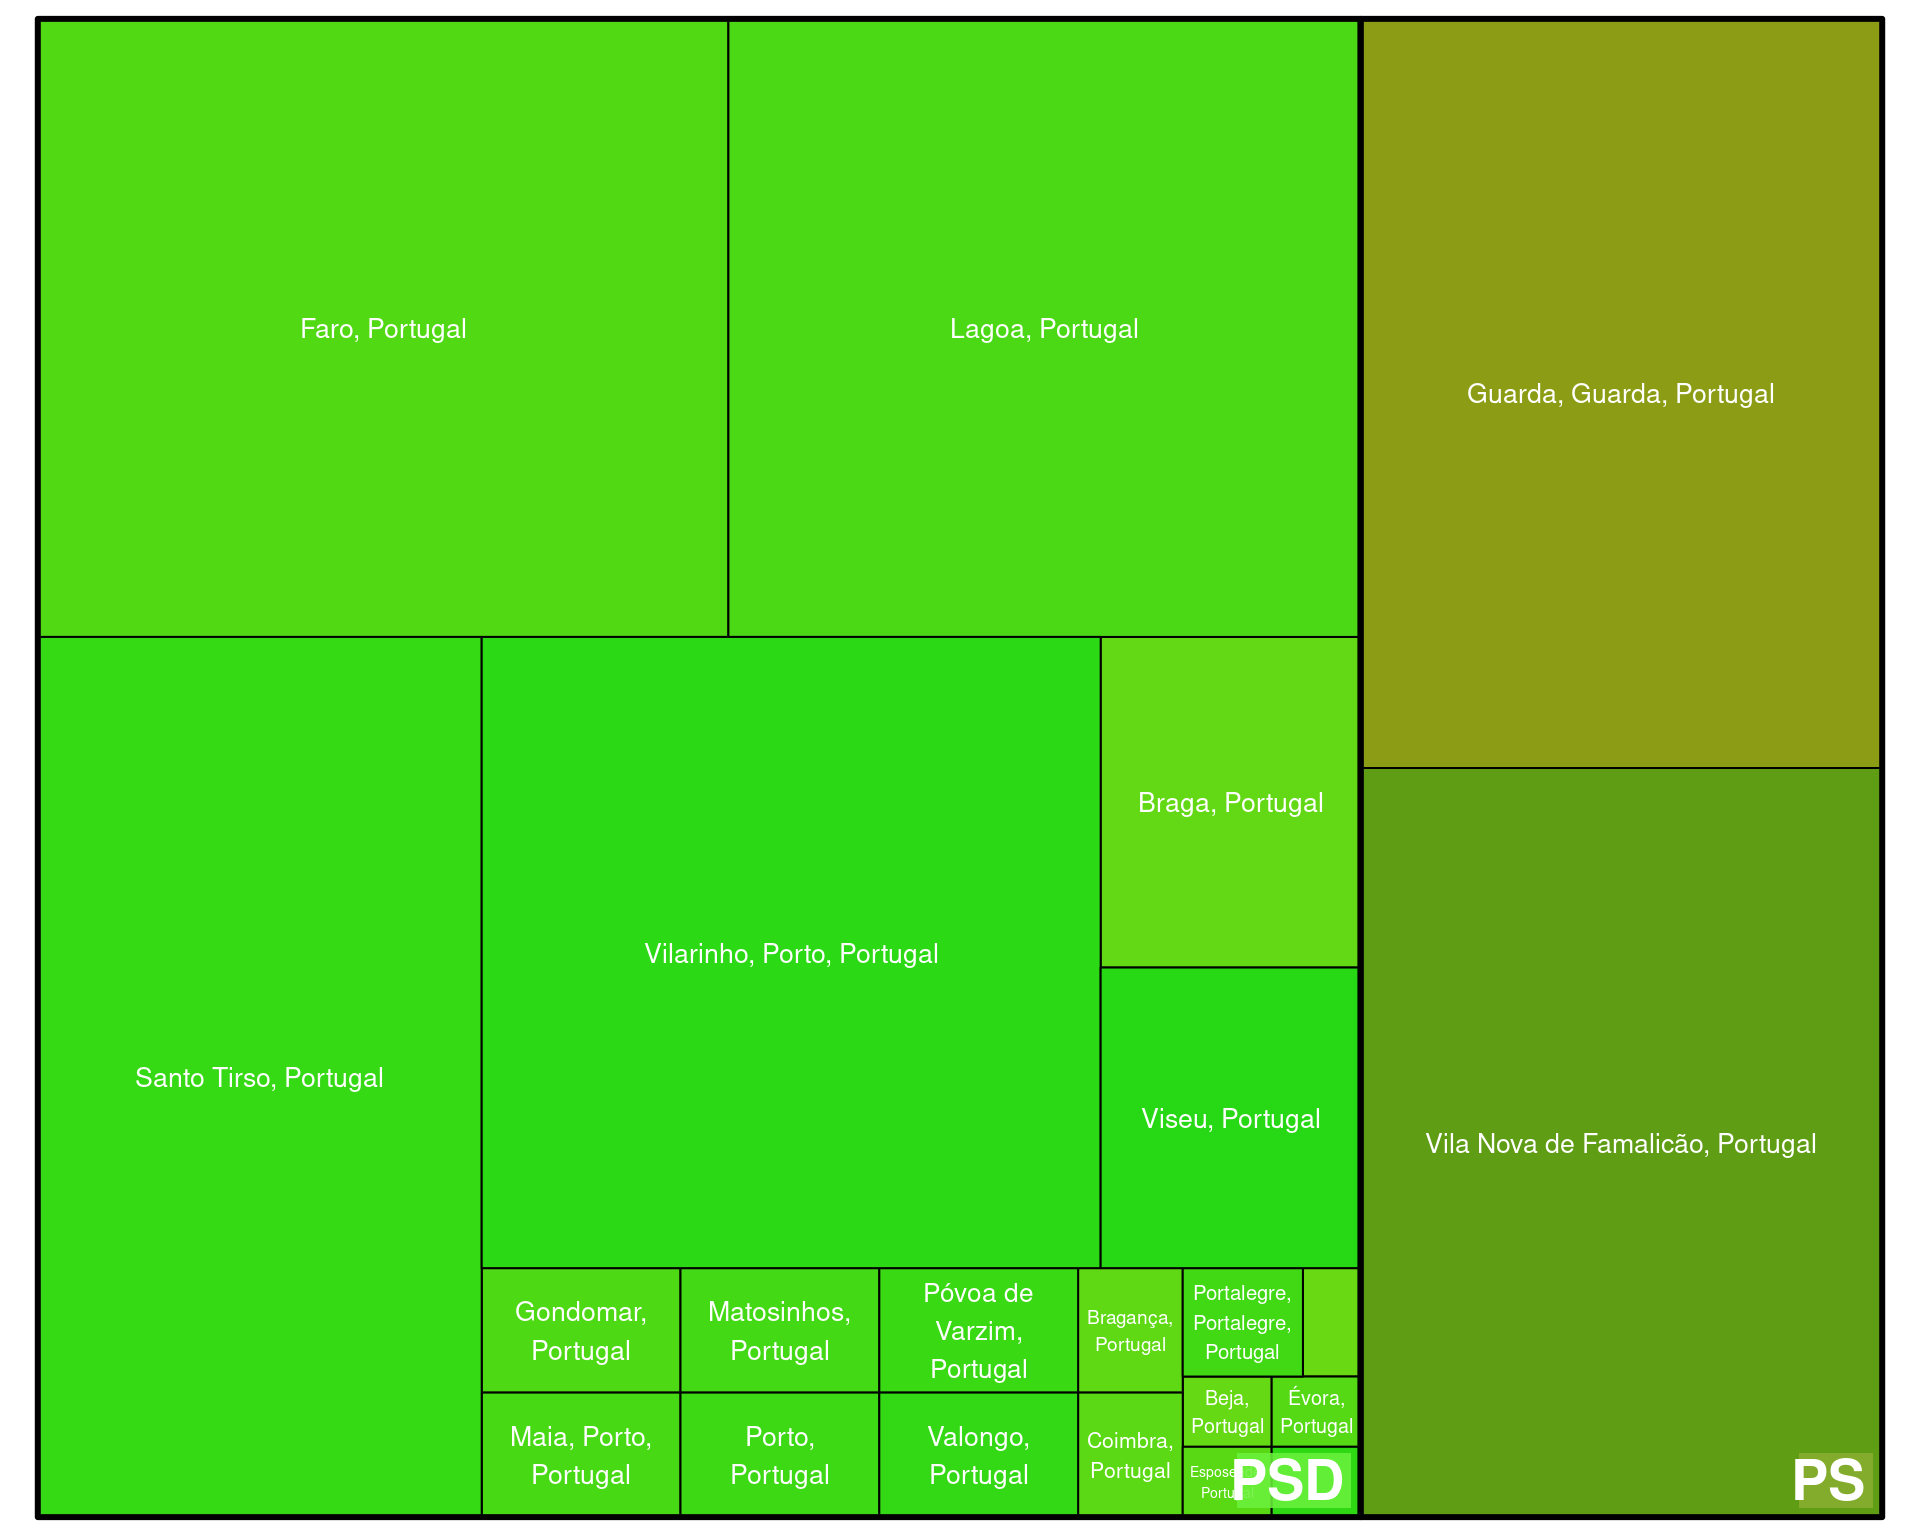 Faro, Portugal
Lagoa, Portugal
Guarda, Guarda, Portugal
Braga, Portugal
Vilarinho, Porto, Portugal
Santo Tirso, Portugal
Viseu, Portugal
Vila Nova de Famalicão, Portugal
Gondomar,
Portugal
Matosinhos,
Portugal
Póvoa de
Varzim,
Portugal
Bragança,
Portugal
Portalegre,
Portalegre,
Portugal
Maia, Porto,
Portugal
Porto,
Portugal
Valongo,
Portugal
Coimbra,
Portugal
Beja,
Portugal
Évora,
Portugal
PSD
PS